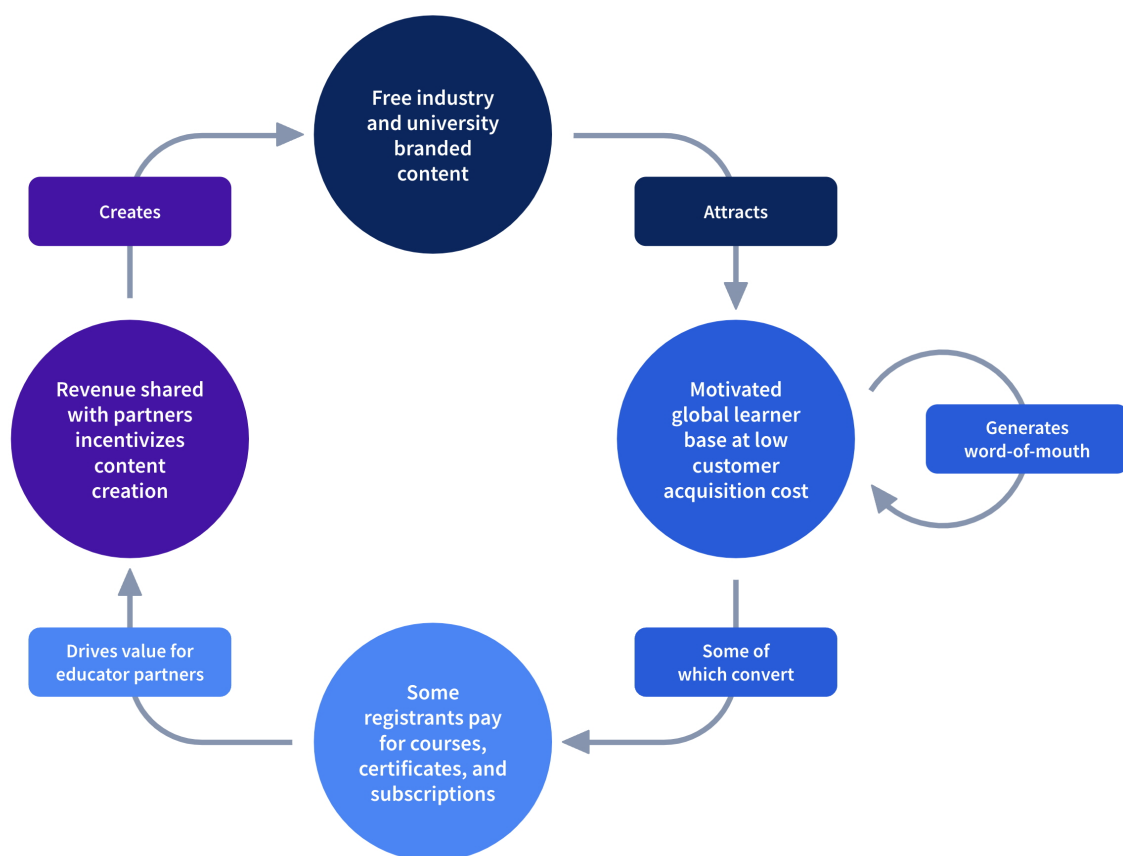 Free industry
and university
branded
content
Attracts
Motivated
global learner
base at low
customer
acquisition cost
Generates
word-of-mouth
Some of
which convert
Some
registrants pay
for courses,
certificates, and
subscriptions
Drives value for
educator partners
Revenue shared
with partners
incentivizes
content
creation
Creates